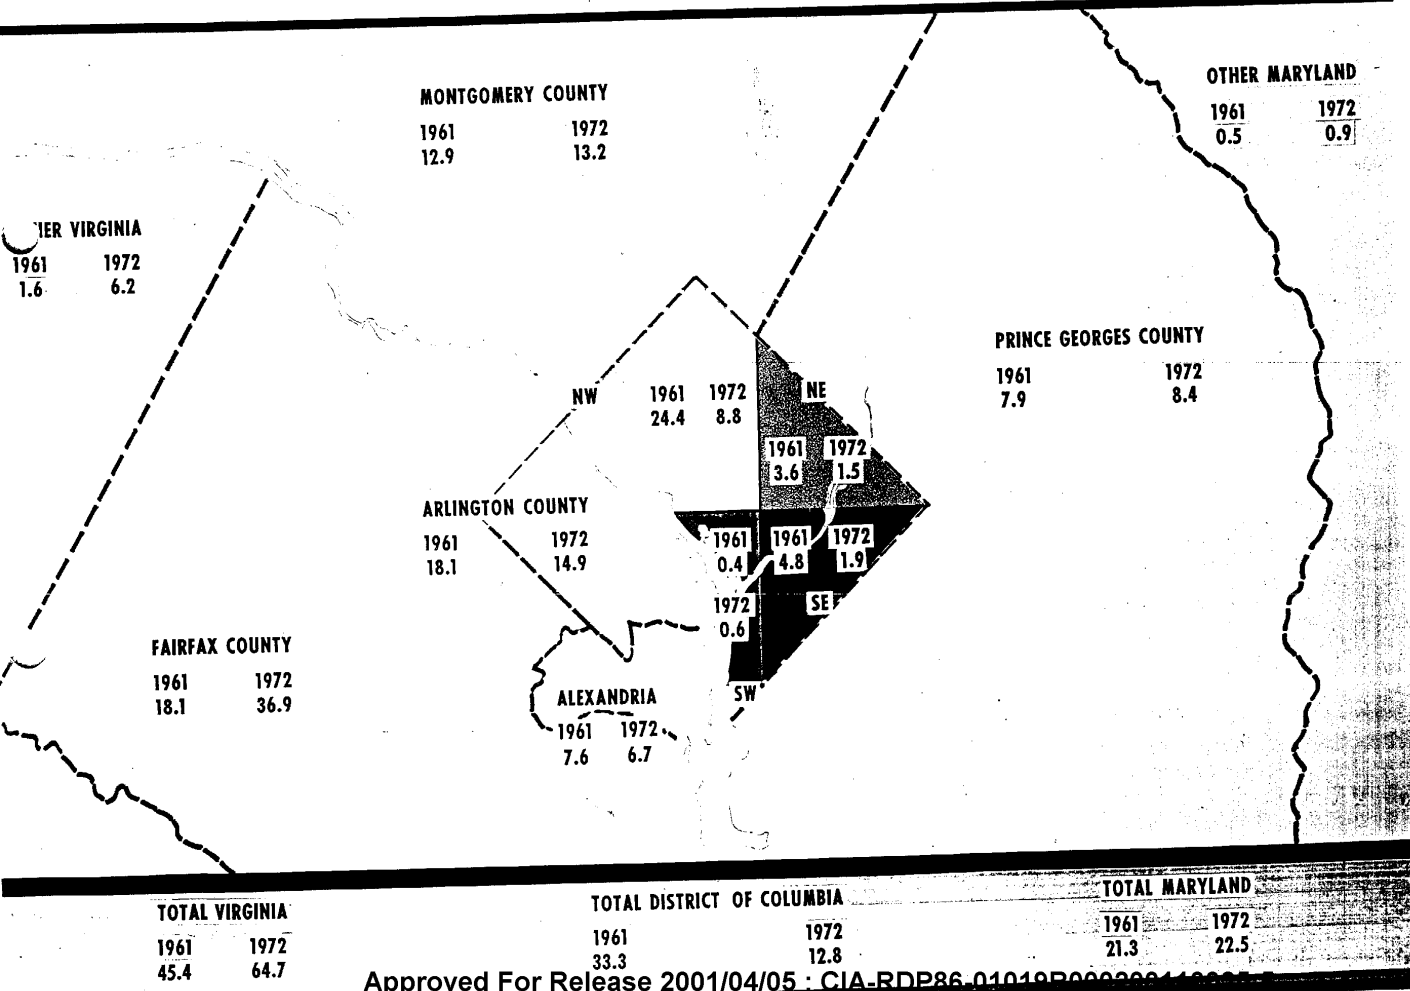 MONTGOMERY COUNTY
1961 1972
12.9 13.2
OTHER MARYLAND
1961 1972
0.5 0.9
VIRGINIA
1961 1972
1.6 6.2
PRINCE GEORGES COUNTY
1961 1972
7.9 8.4
NW
1961 1972
24.4 8.8
NE
1961 1972
3.6 1.5
ARLINGTON COUNTY
1961 1972
18.1 14.9
1961
0.4
1972
0.6
SW
1961 1972
4.8 1.9
SE
FAIRFAX COUNTY
1961 1972
18.1 36.9
ALEXANDRIA
1961 1972
7.6 6.7
TOTAL VIRGINIA
1961 1972
45.4 64.7
TOTAL DISTRICT OF COLUMBIA
1961 1972
33.3 12.8
TOTAL MARYLAND
1961 1972
21.3 22.5
Approved For Release 2001/04/05 :